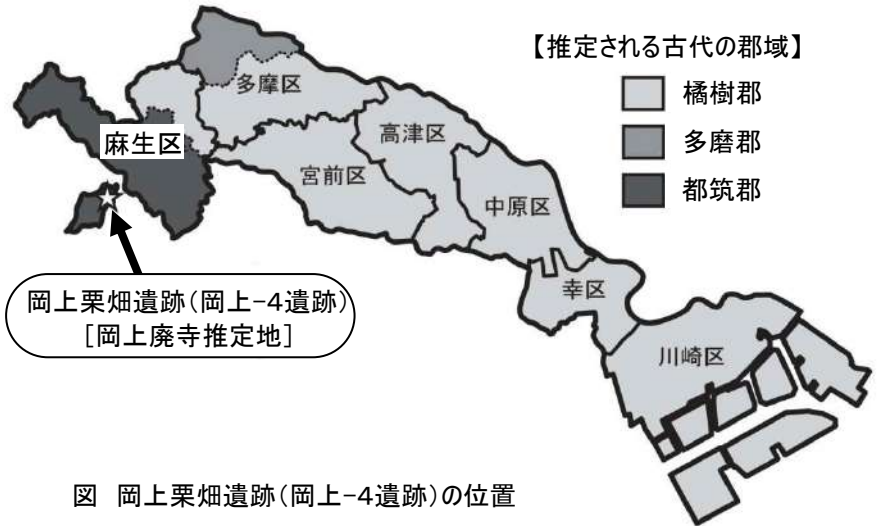 【推定される古代の郡域】
橘樹郡
多磨郡
都筑郡
多摩区
麻生区
高津区
宮前区
中原区
幸区
川崎区
岡上栗畑遺跡(岡上-4遺跡)
[岡上廃寺推定地]
図 岡上栗畑遺跡(岡上-4遺跡)の位置